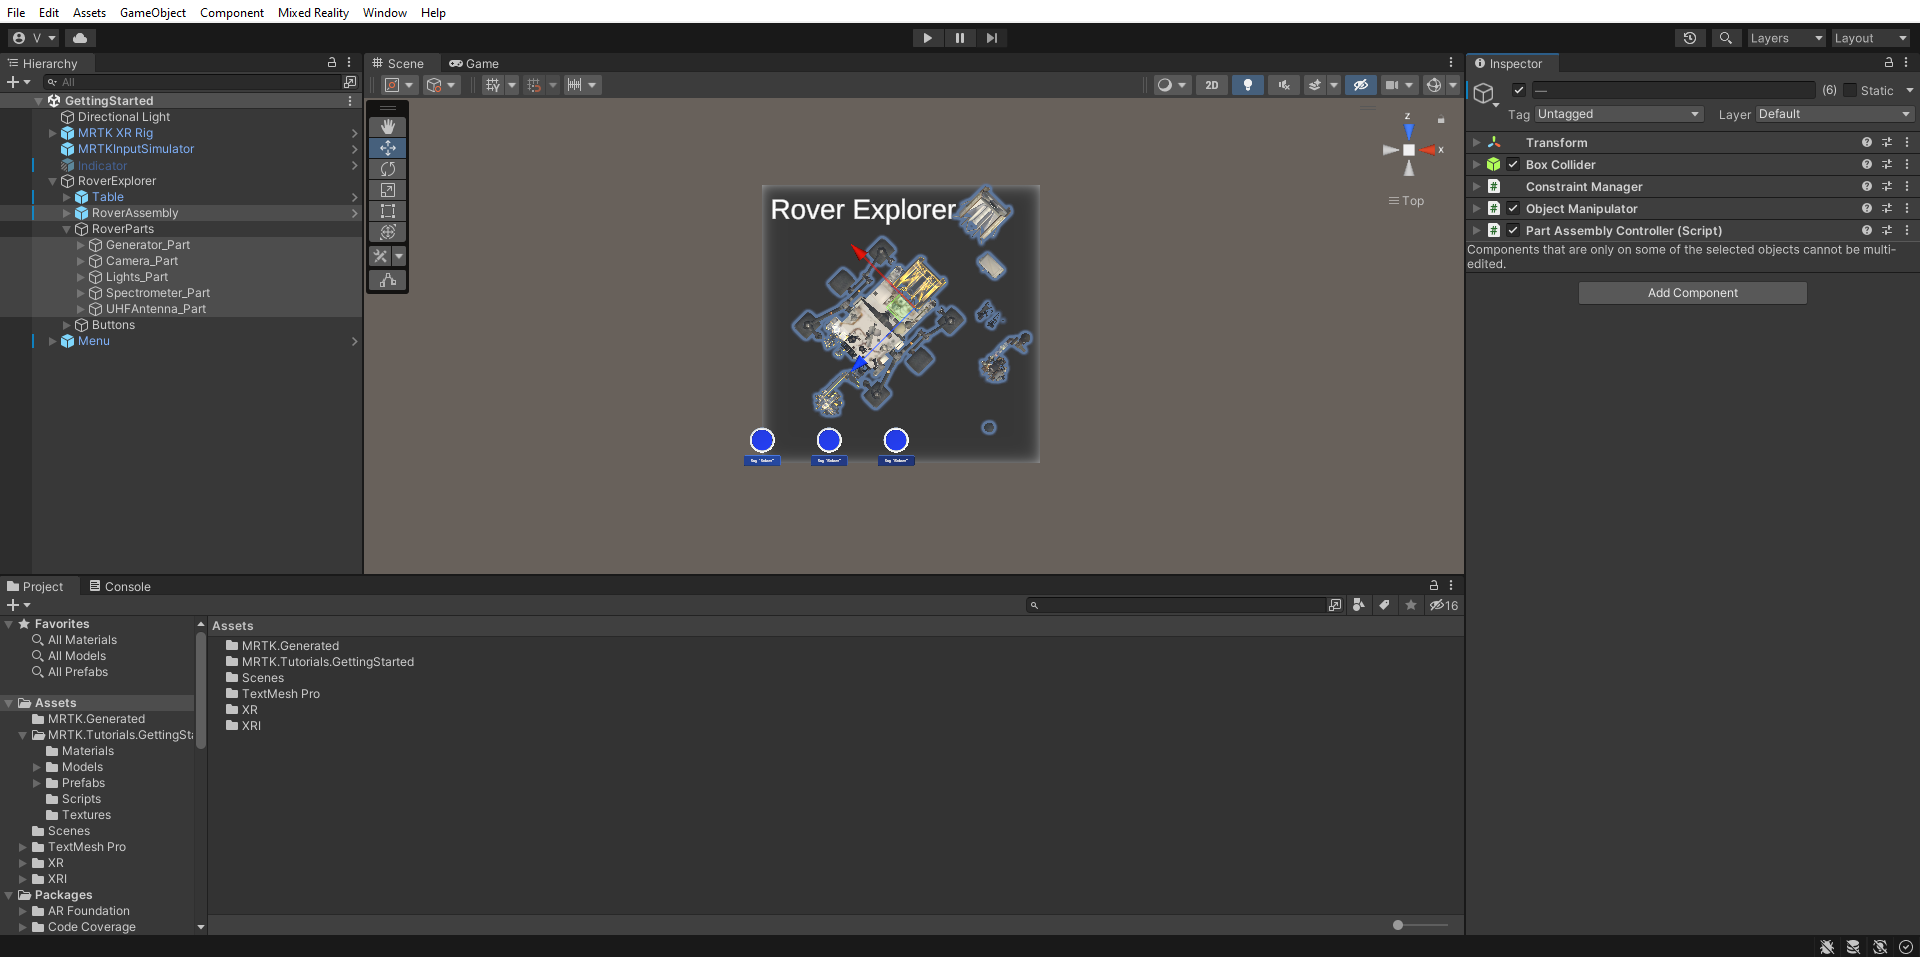 File Edit Assets GameObject Component Mixed Reality Window Help
V
Layers Layout
Hierarchy
All
GettingStarted
Directional Light
MRTK XR Rig
MRTKInputSimulator
Indicator
RoverExplorer
Table
RoverAssembly
RoverParts
Generator_Part
Camera_Part
Lights_Part
Spectrometer_Part
UHFAntenna_Part
Buttons
Menu
Scene Game
2D
z
x
Top
Rover Explorer
Inspector
—
(6) Static
Tag Untagged Layer Default
Transform
Box Collider
Constraint Manager
Object Manipulator
Part Assembly Controller (Script)
Components that are only on some of the selected objects cannot be multi-
edited.
Add Component
Project Console
16
Favorites
All Materials
All Models
All Prefabs
Assets
MRTK.Generated
MRTK.Tutorials.GettingSta
Materials
Models
Prefabs
Scripts
Textures
Scenes
TextMesh Pro
XR
XRI
Packages
AR Foundation
Code Coverage
Assets
MRTK.Generated
MRTK.Tutorials.GettingStarted
Scenes
TextMesh Pro
XR
XRI